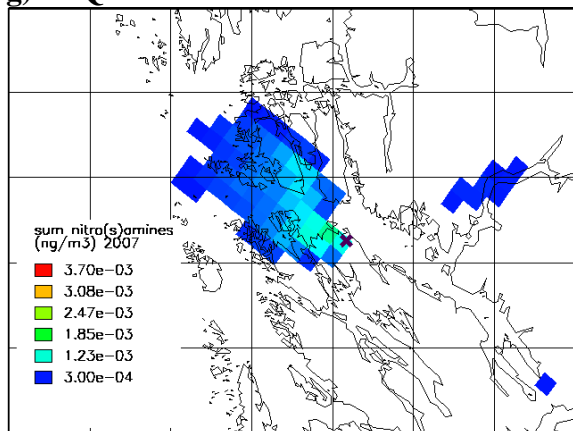 sum nitro(s)amines
(ng/m3) 2007
3.70e-03
3.08e-03
2.47e-03
1.85e-03
1.23e-03
3.00e-04